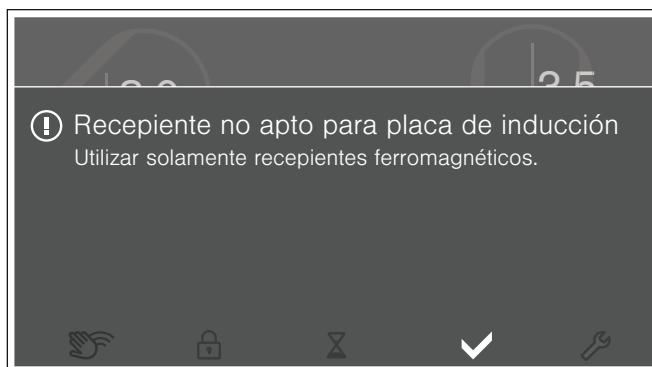 Recepiente no apto para placa de inducción
Utilizar solamente recepientes ferromagnéticos.